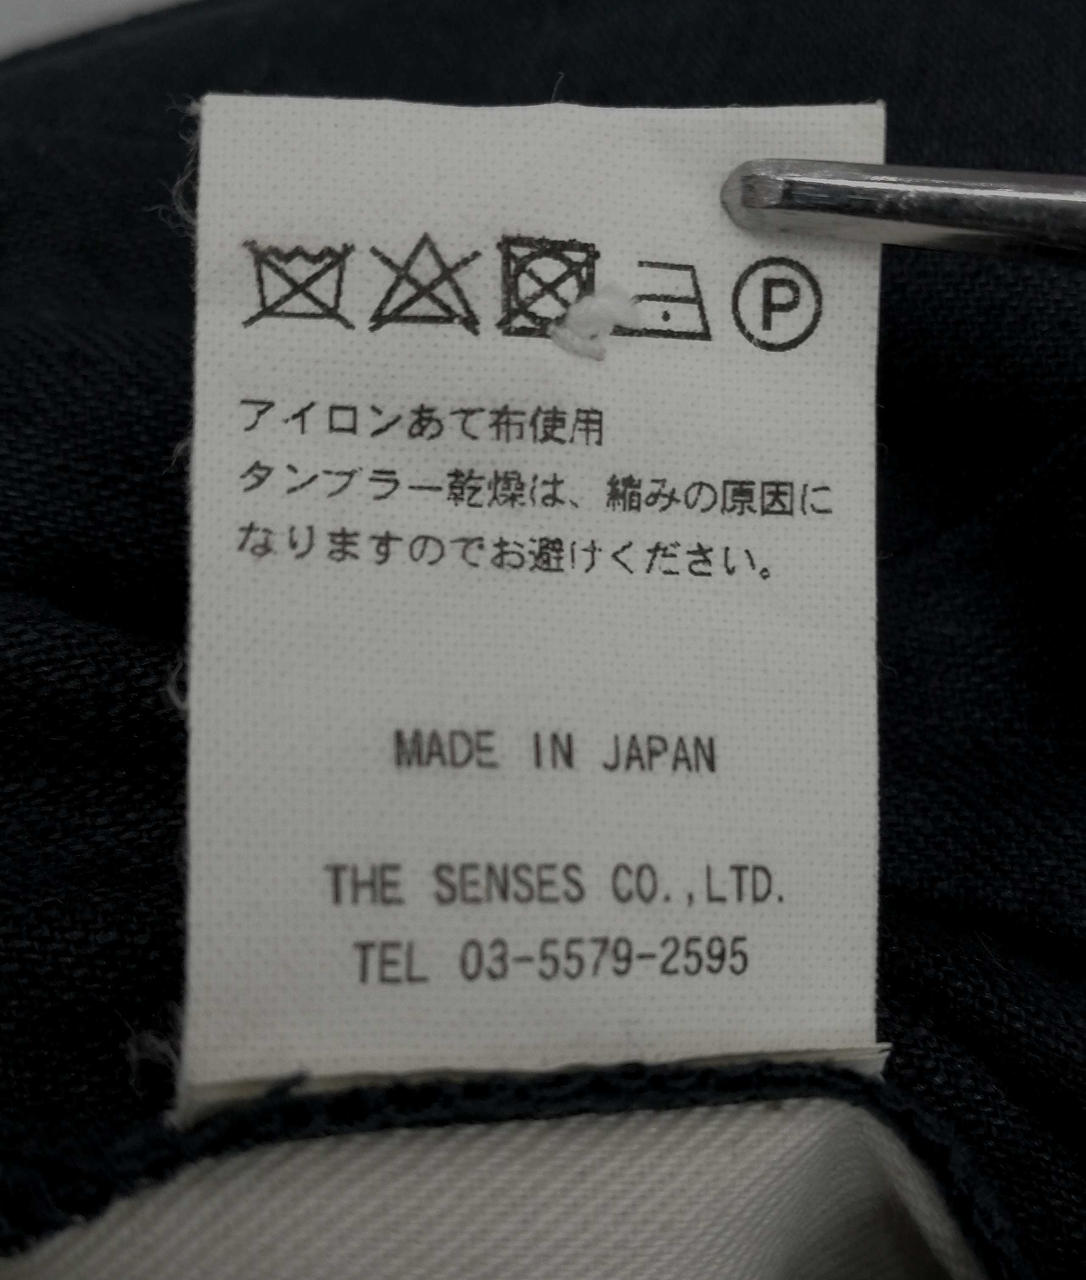 P
アイロンあて布使用
タンブラー乾燥は、縮みの原因に
なりますのでお避けください。
MADE IN JAPAN
THE SENSES CO.,LTD.
TEL 03-5579-2595